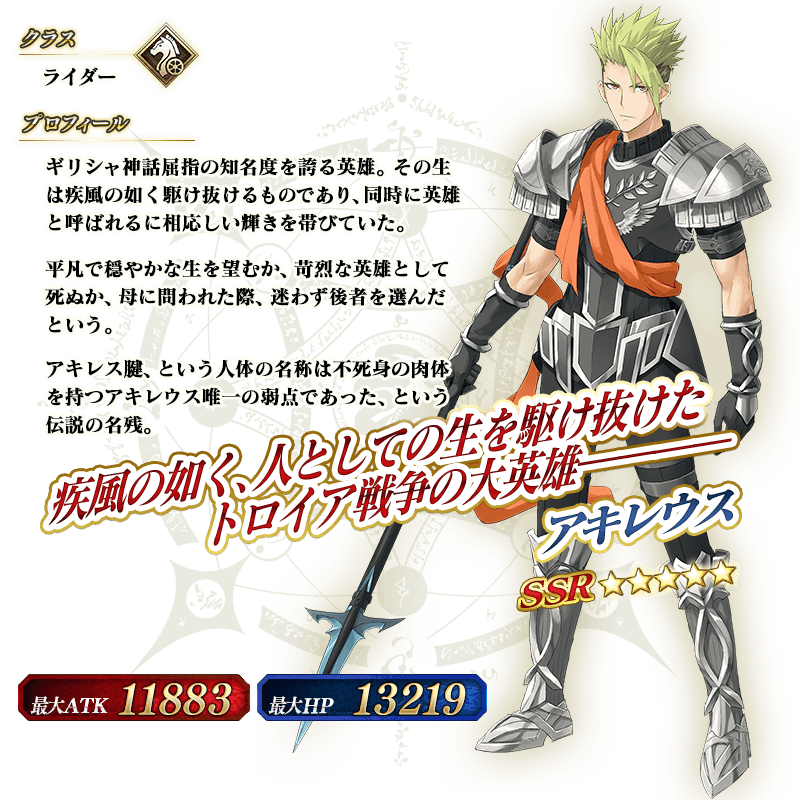 クラス
ライダー
プロフィール
ギリシャ神話屈指の知名度を誇る英雄。その生
は疾風の如く駆け抜けるものであり、同時に英雄
と呼ばれるに相応しい輝きを帯びていた。
平凡で穏やかな生を望むか、苛烈な英雄として
死ぬか、母に問われた際、迷わず後者を選んだ
という。
アキレス腱、という人体の名称は不死身の肉体
を持つアキレウス唯一の弱点であった、という
伝説の名残。
疾風の如く、人としての生を駆け抜けた
トロイア戦争の大英雄――
アキレウス
SSR ★★★★★
最大ATK 11883
最大HP 13219